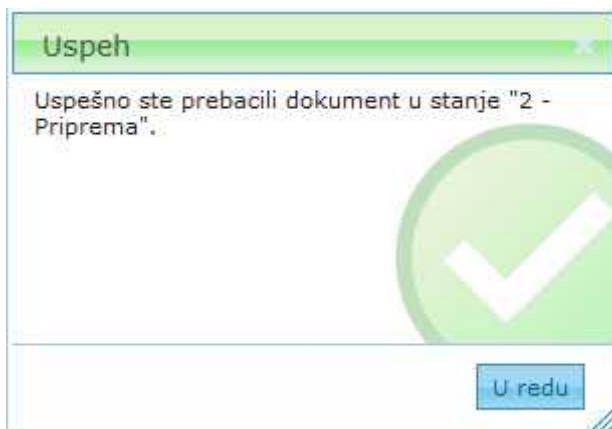 Uspeh
Uspešno ste prebacili dokument u stanje "2 -
Priprema".
U redu